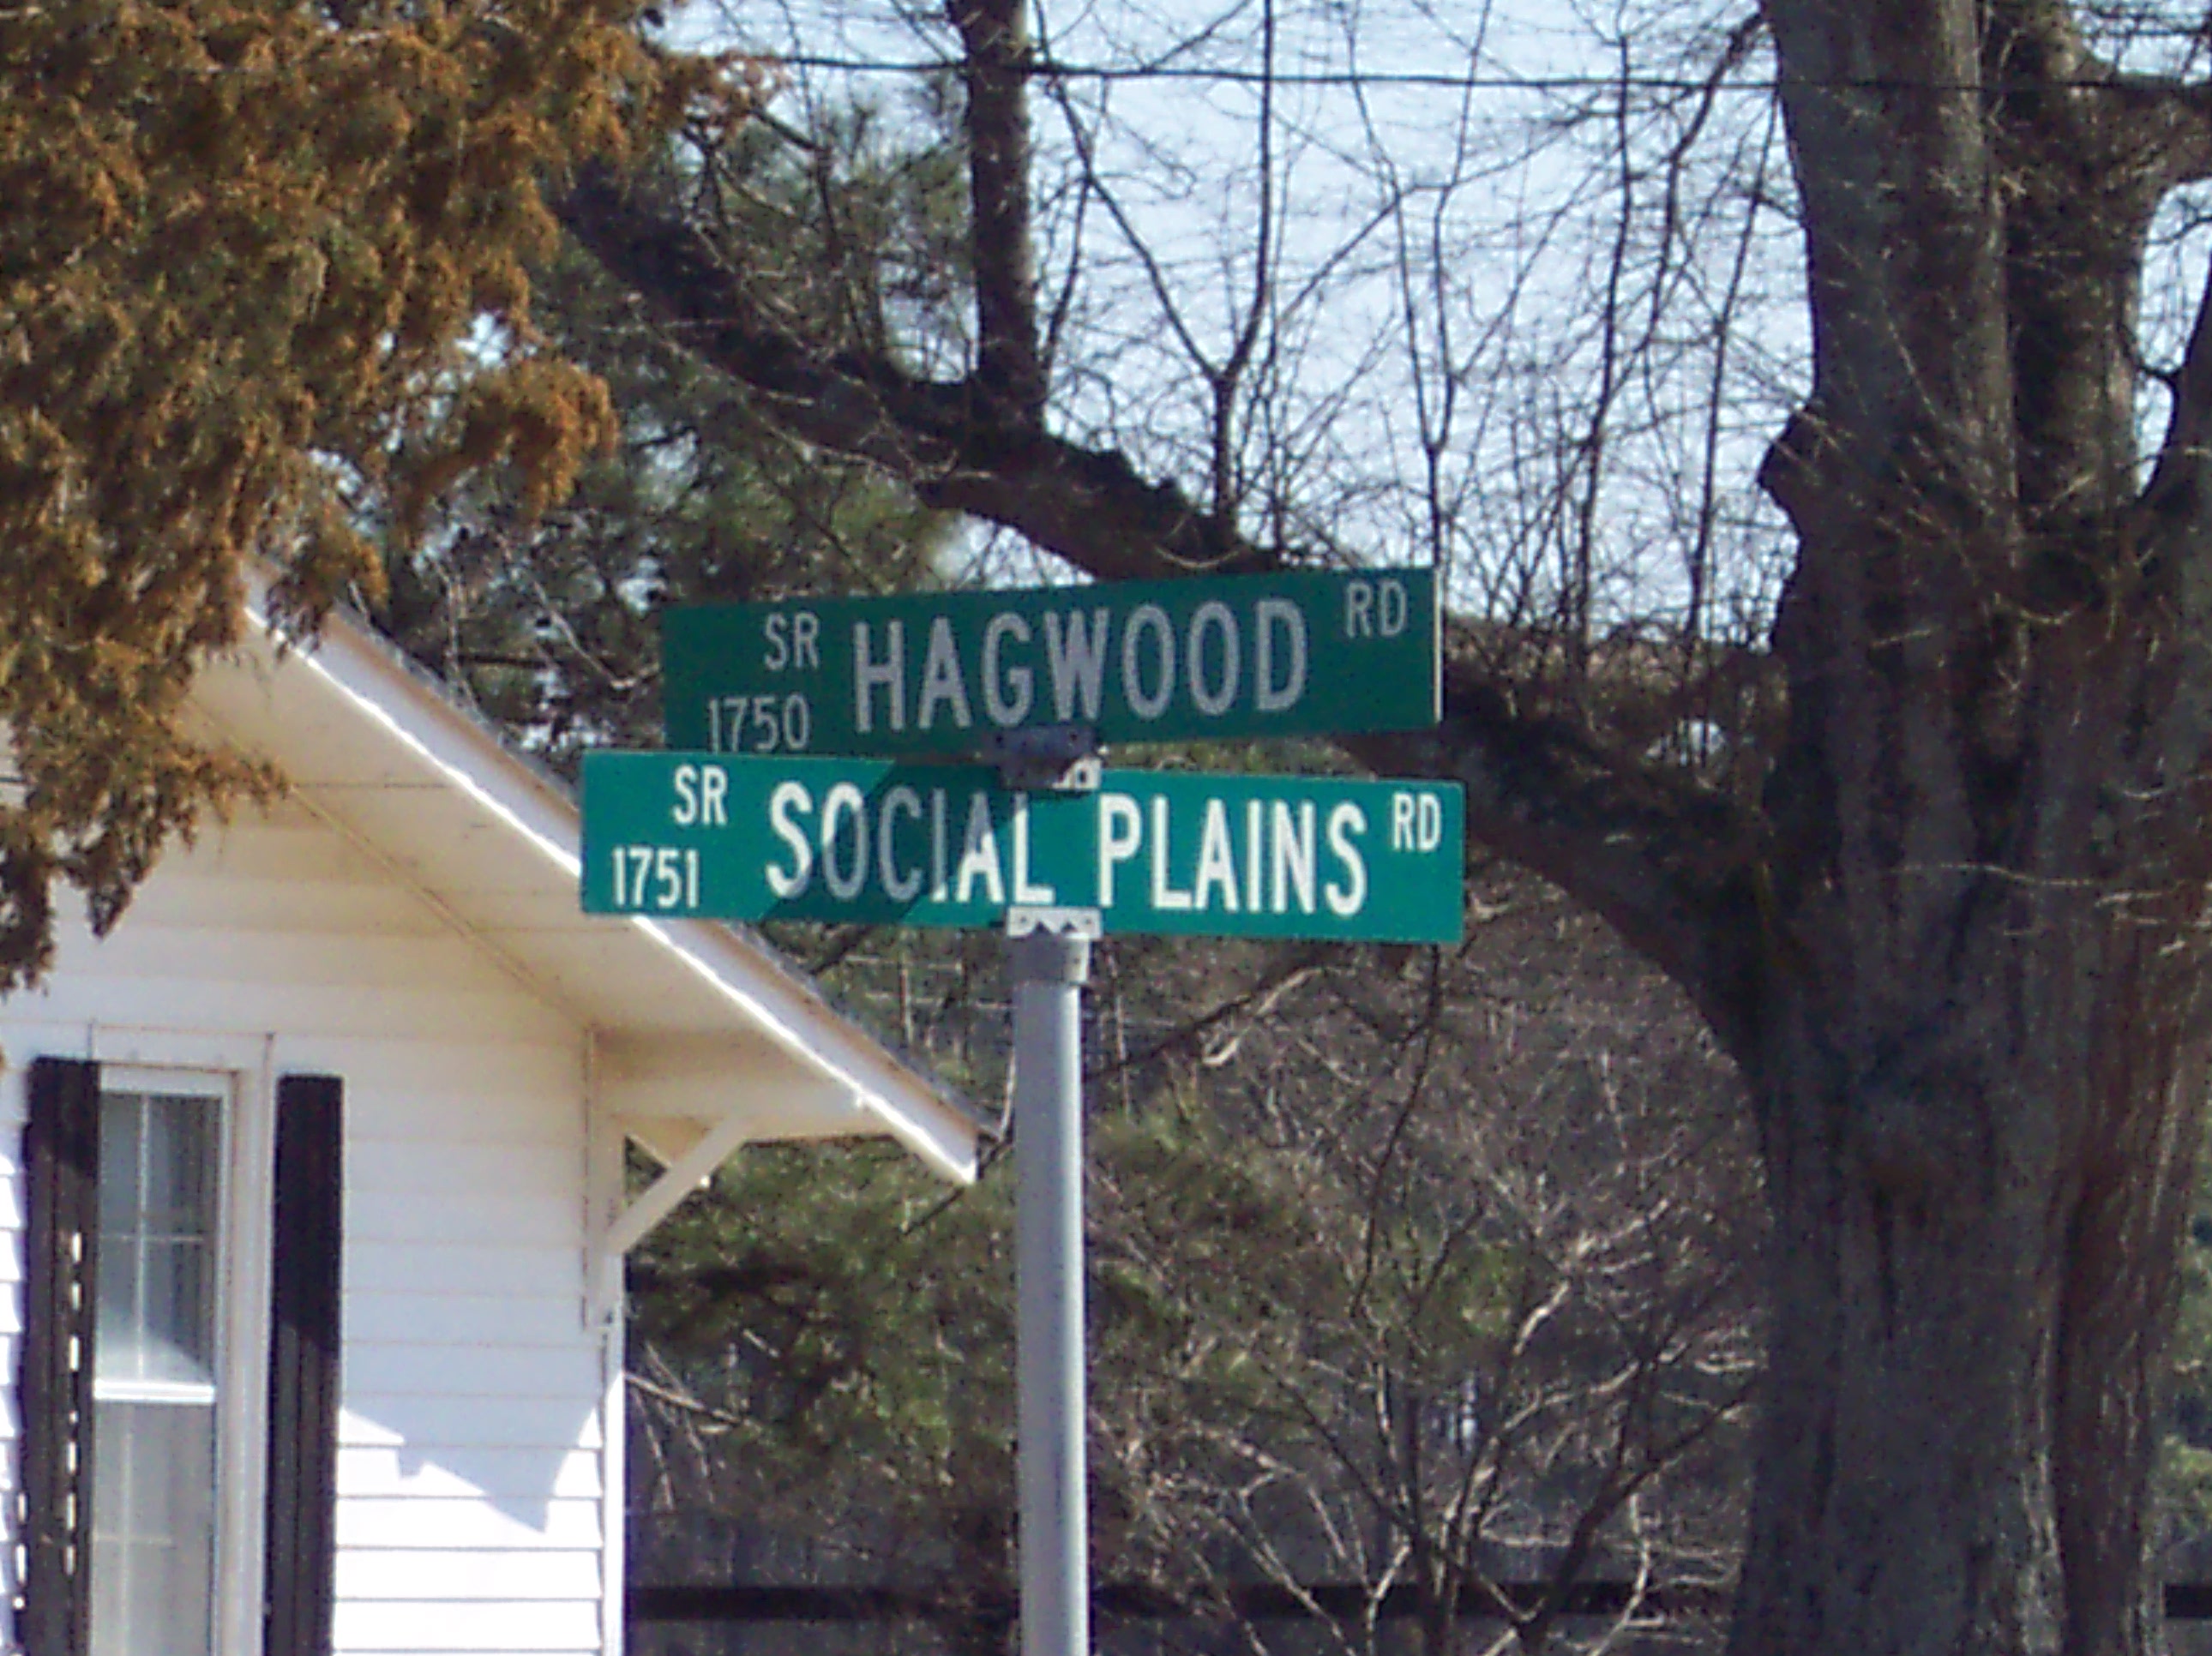 SR HAGWOOD RD
1750
SR SOCIAL PLAINS RD
1751